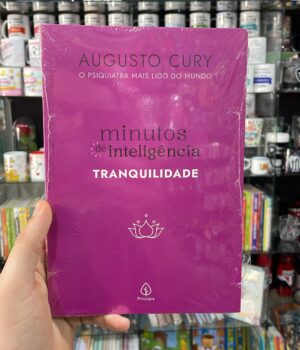 AUGUSTO CURY
O PSIQUIATRA MAIS LIDO DO MUNDO
minutos
de inteligência
TRANQUILIDADE
Principis